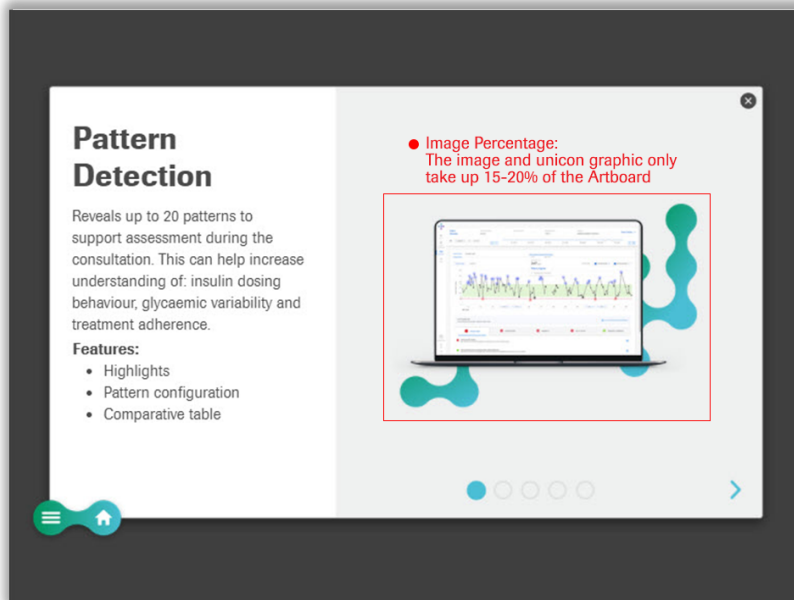 Pattern
Detection
Reveals up to 20 patterns to
support assessment during the
consultation. This can help increase
understanding of: insulin dosing
behaviour, glycaemic variability and
treatment adherence.
Features:
• Highlights
• Pattern configuration
• Comparative table
● Image Percentage:
The image and unicon graphic only
take up 15-20% of the Artboard